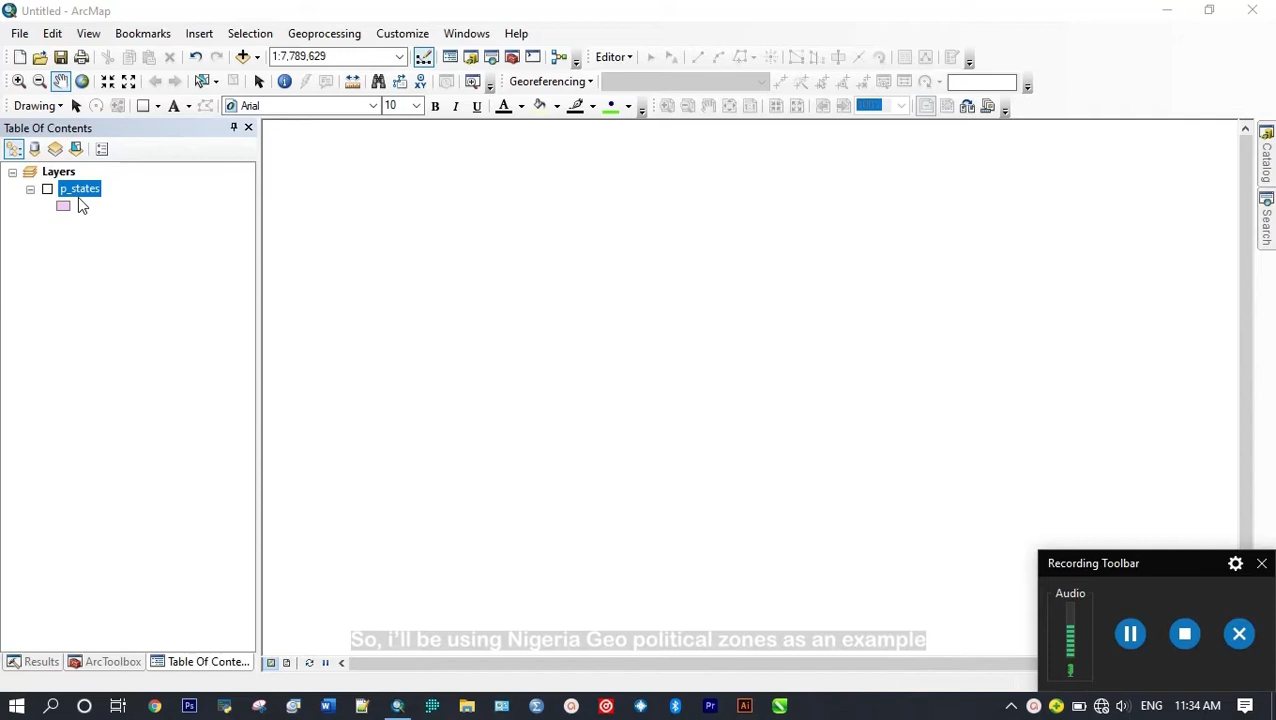 Untitled - ArcMap
File Edit View Bookmarks Insert Selection Geoprocessing Customize Windows Help
1:7,789,629
Editor
Georeferencing
Drawing
Arial
10
B I U
A
Table Of Contents
Layers
p_states
Catalog
Search
Recording Toolbar
Audio
So, i'll be using Nigeria Geo political zones as an example
Results ArcToolbox Table Of Conte...
ENG 11:34 AM